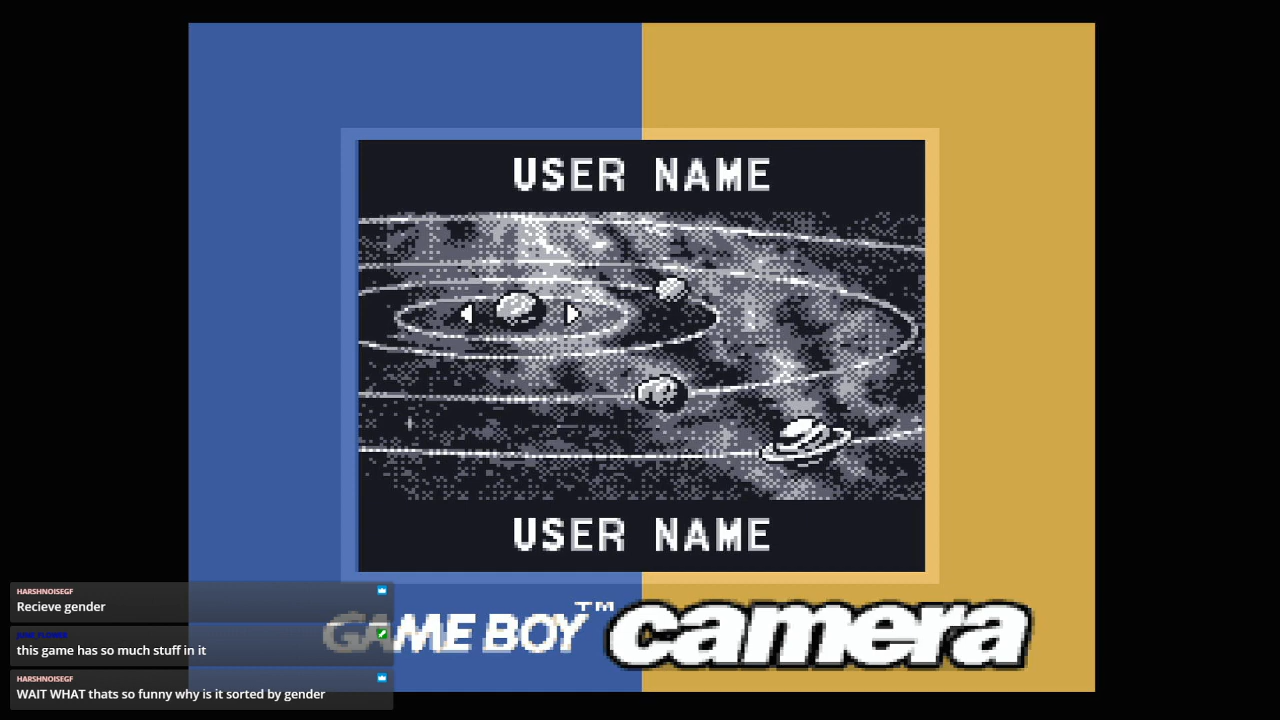 USER NAME
USER NAME
GAME BOY™ camera
HARSHNOISEGF
Recieve gender
JADE_FLOWER
this game has so much stuff in it
HARSHNOISEGF
WAIT WHAT thats so funny why is it sorted by gender